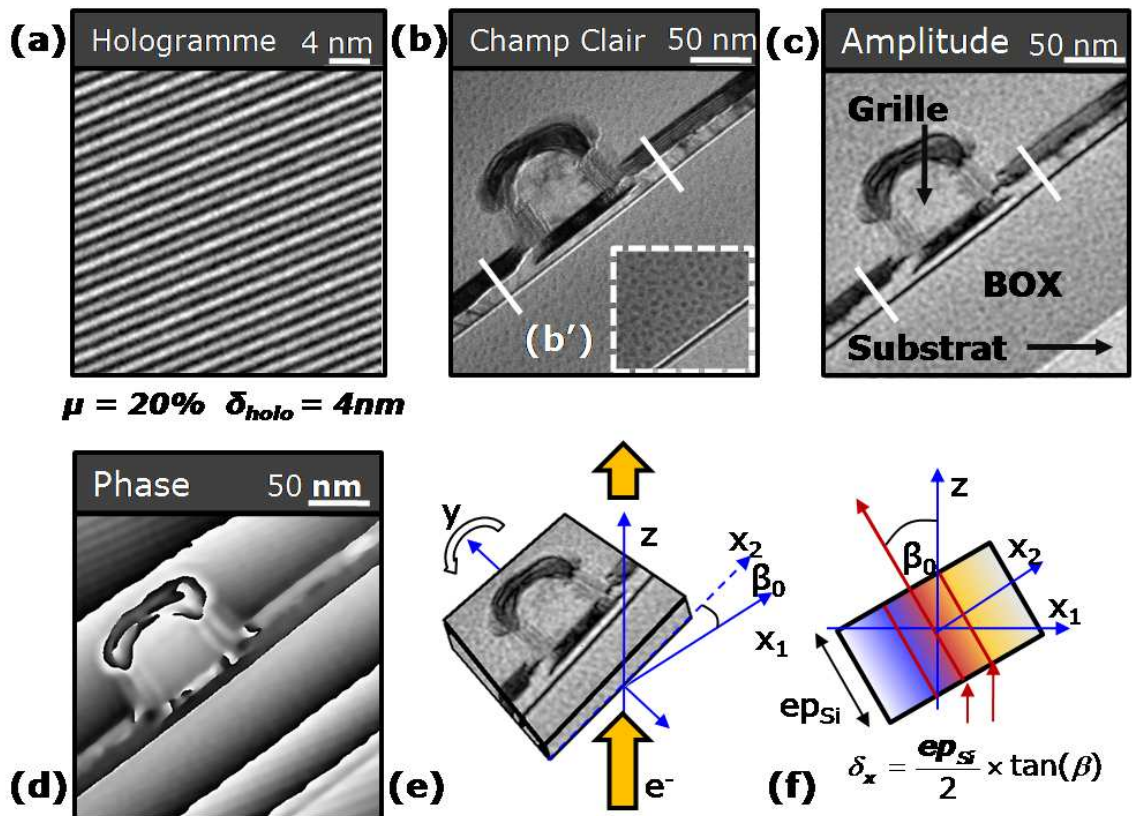 (a) Hologramme 4 nm
(b) Champ Clair 50 nm
(c) Amplitude 50 nm
(b')
Grille
BOX
Substrat
μ = 20% δholo = 4nm
(d) Phase 50 nm
(e)
y
z
x2
β0
x1
e-
(f)
z
β0
x2
x1
epSi
δx = epSi / 2 × tan(β)